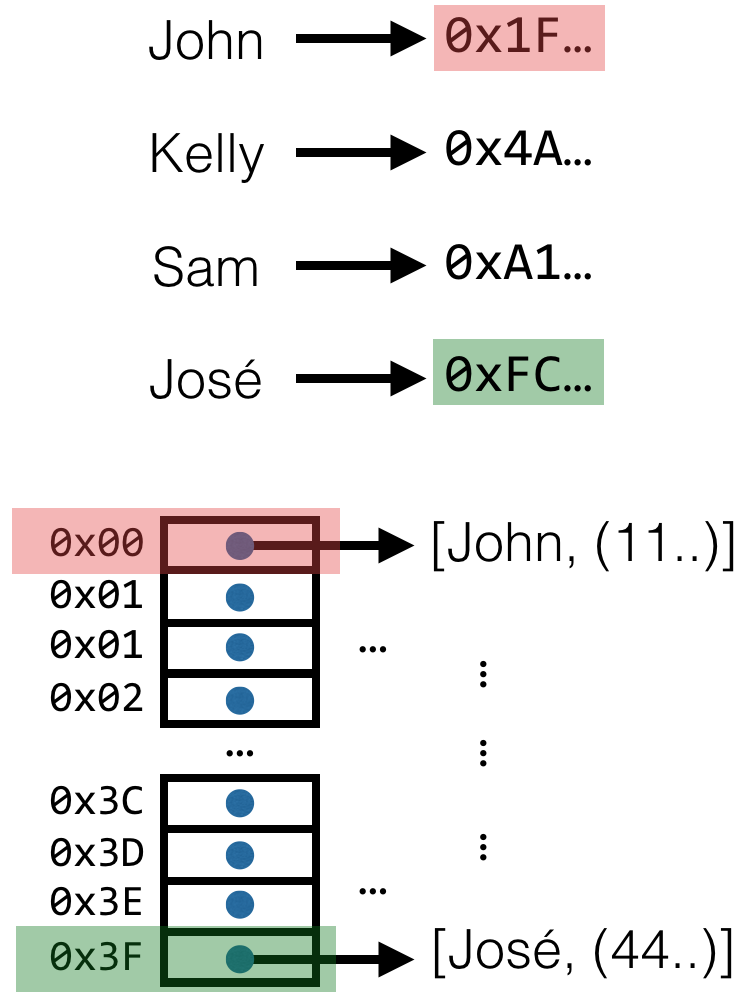 John 0x1F...
Kelly 0x4A...
Sam 0xA1...
José 0xFC...
0x00 [John, (11..)]
0x01
0x01 ...
0x02
...
0x3C
0x3D
0x3E ...
0x3F [José, (44..)]